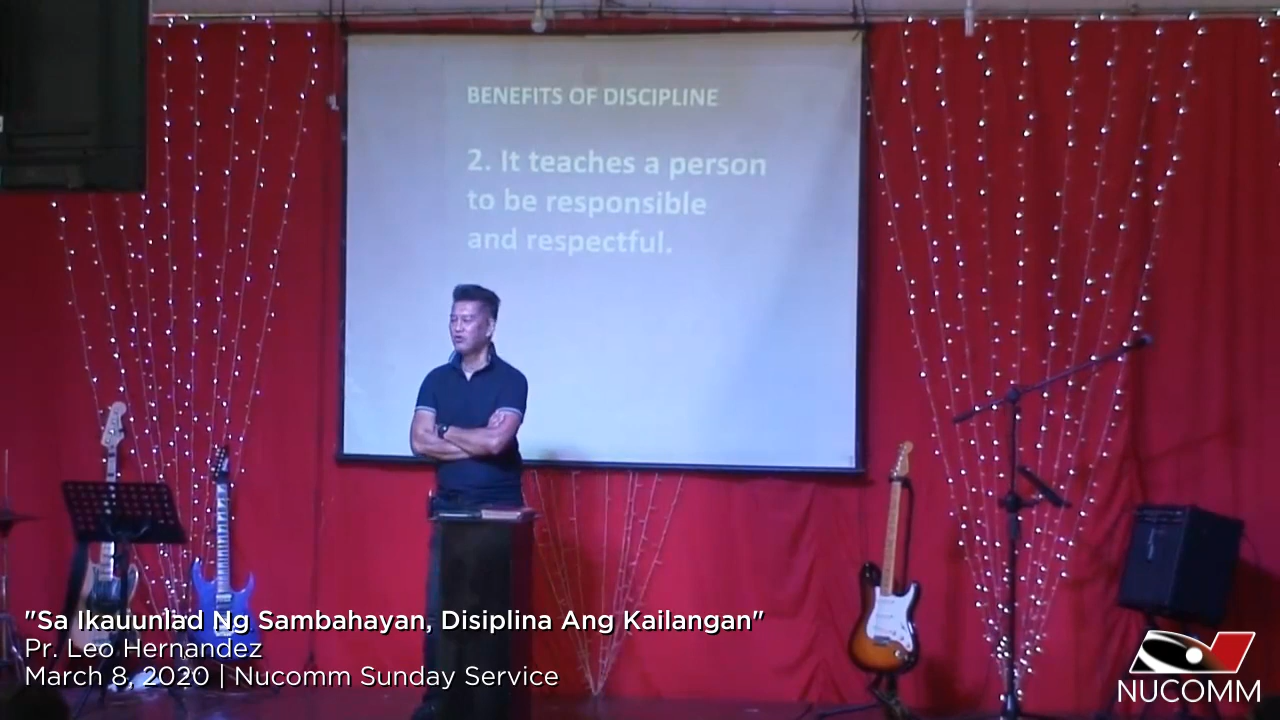 BENEFITS OF DISCIPLINE
2. It teaches a person
to be responsible
and respectful.
"Sa Ikauunlad Ng Sambahayan, Disiplina Ang Kailangan"
Pr. Leo Hernandez
March 8, 2020 | Nucomm Sunday Service
NUCOMM